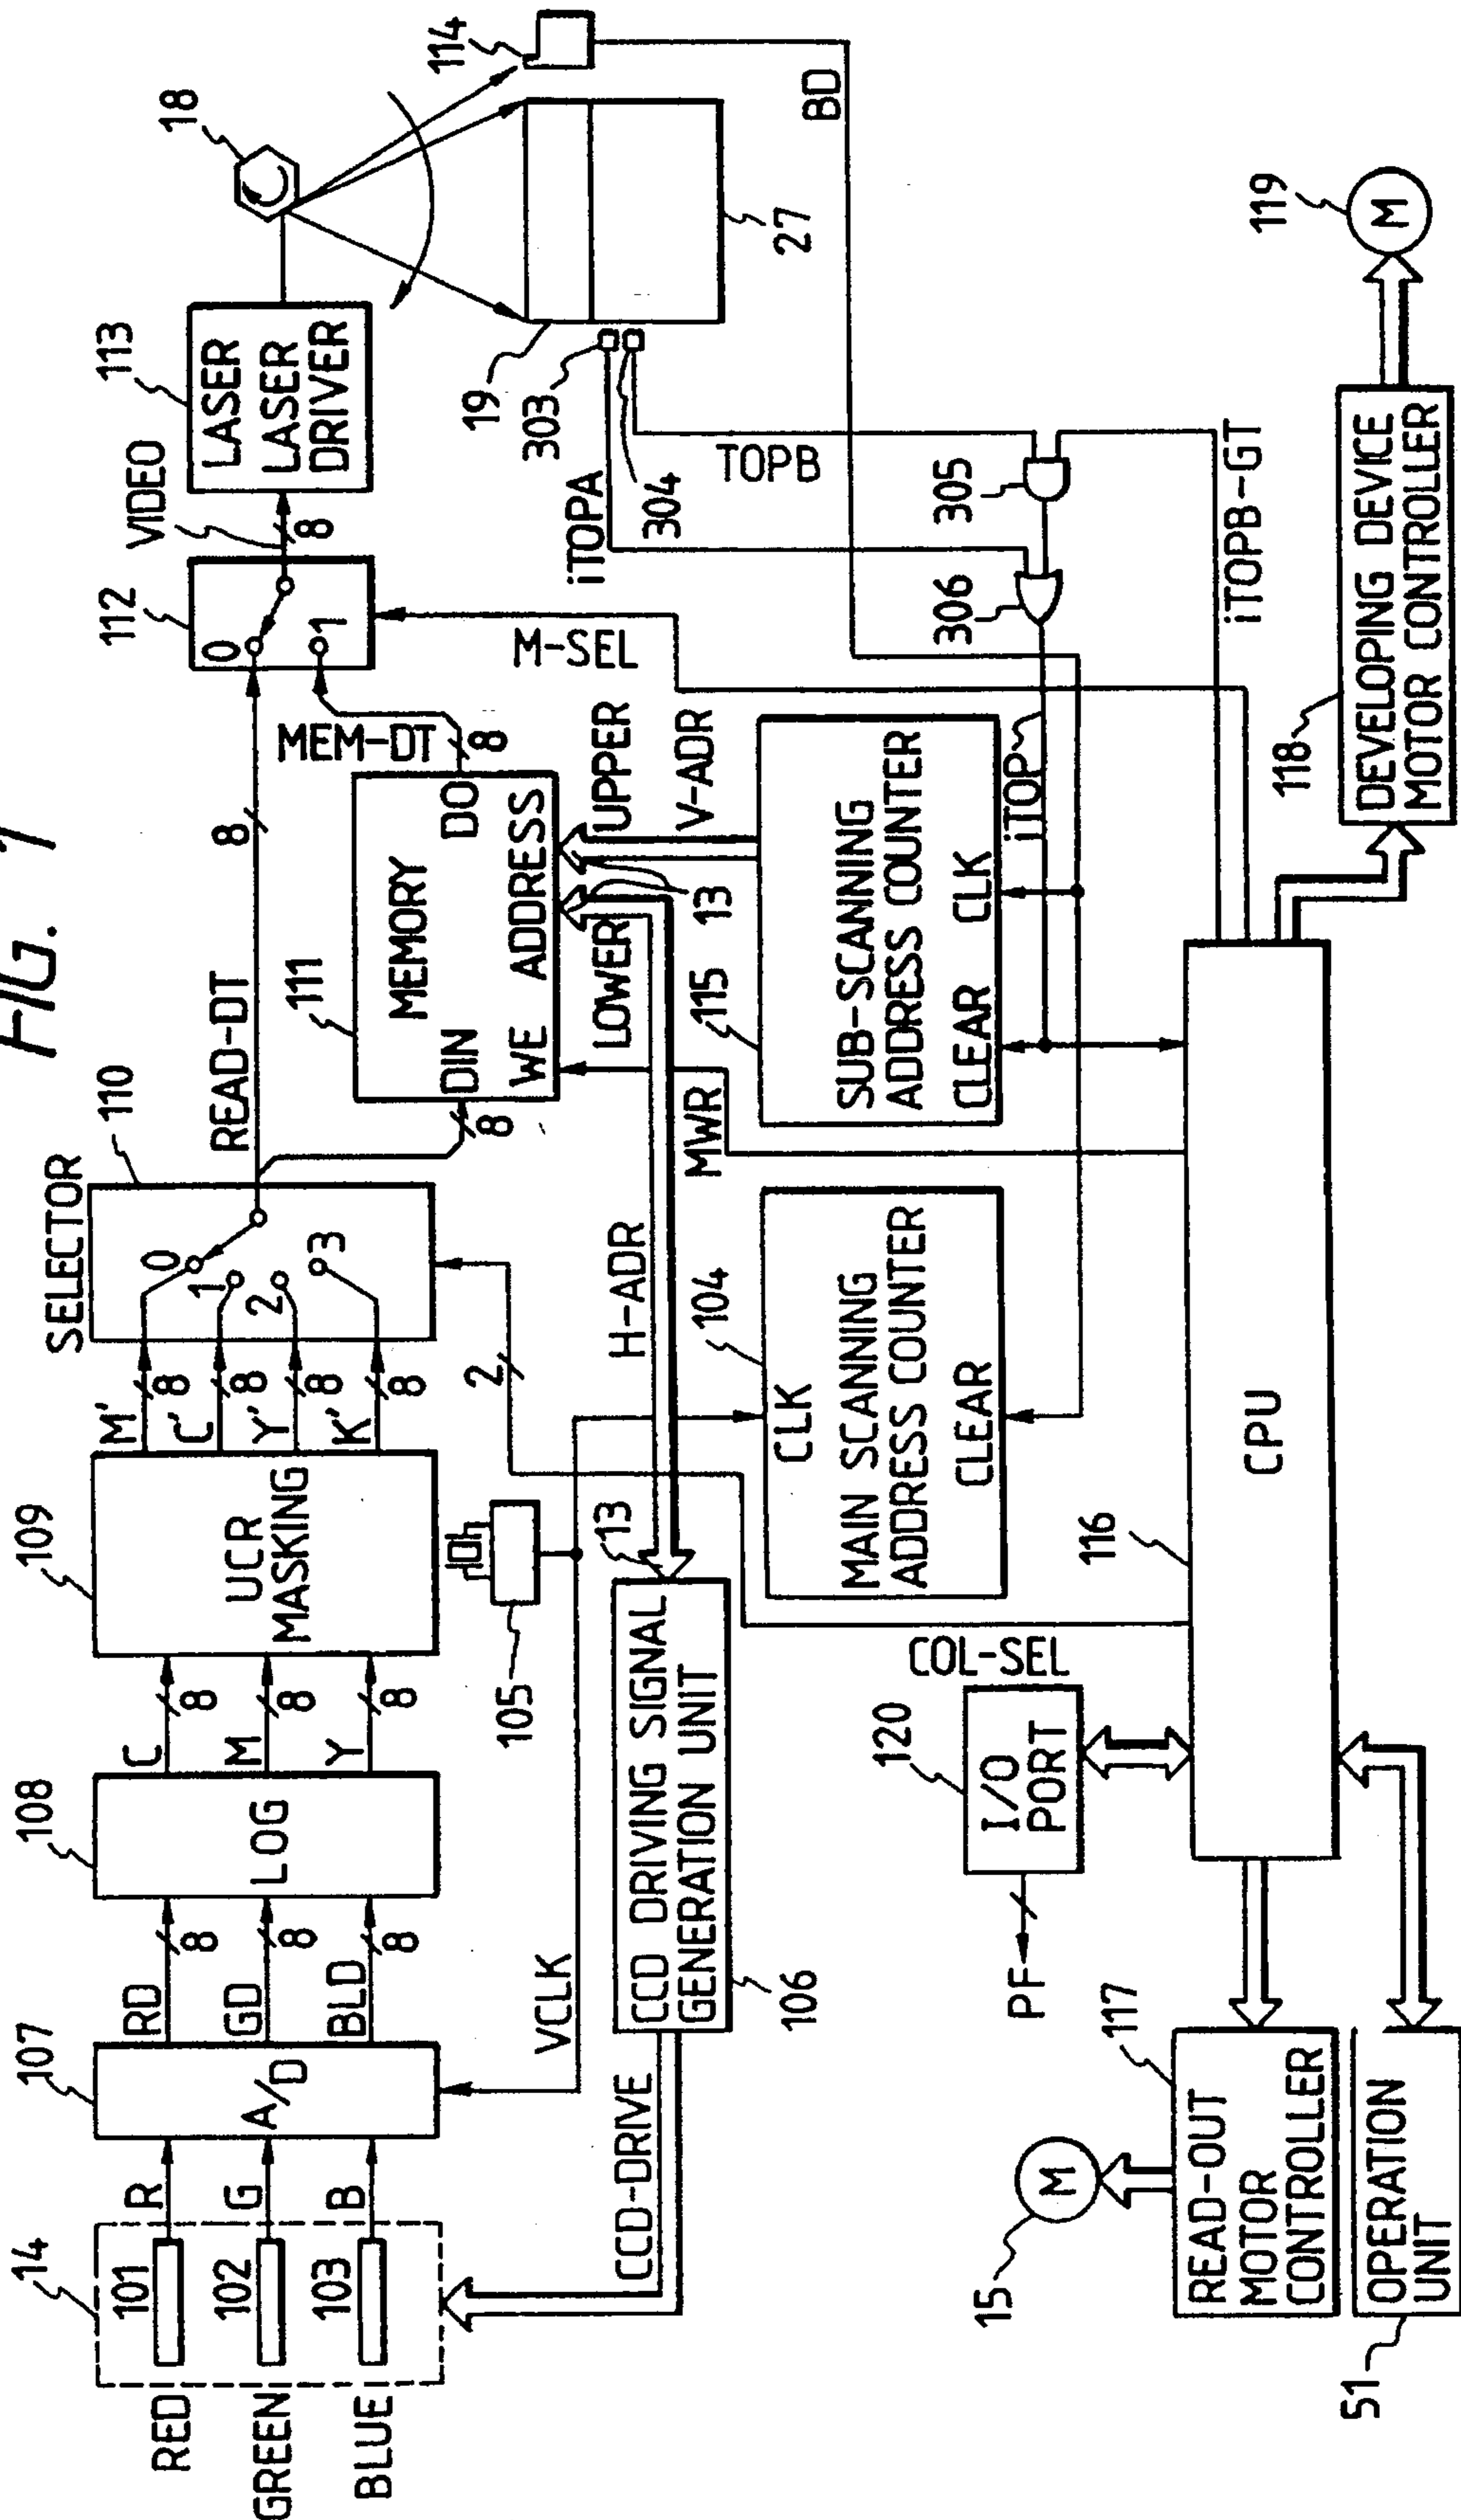 FIG. 7
14
RED
GREEN
BLUE
101
102
103
R
G
B
107
A/D
RD
GD
BLD
8
8
8
108
LOG
C
M
Y
8
8
8
109
UCR
MASKING
M'
C'
Y'
K'
8
8
8
8
SELECTOR
110
0
1
2
3
2
READ-DT
8
8
111
MEMORY
DIN
DO
WE
ADDRESS
MEM-DT
8
112
0
1
M-SEL
VIDEO
8
113
LASER
LASER
DRIVER
18
114
19
27
303
304
BD
iTOPA
TOPB
305
306
iTOPB-GT
105
VCLK
CCD-DRIVE
CCD DRIVING SIGNAL
GENERATION UNIT
106
13
H-ADR
LOWER
UPPER
13
V-ADR
MWR
104
CLK
MAIN SCANNING
ADDRESS COUNTER
CLEAR
115
SUB-SCANNING
ADDRESS COUNTER
CLEAR
CLK
iTOP
COL-SEL
120
I/O
PORT
PF
116
CPU
117
READ-OUT
MOTOR
CONTROLLER
15
M
OPERATION
UNIT
51
118
DEVELOPING DEVICE
MOTOR CONTROLLER
119
M